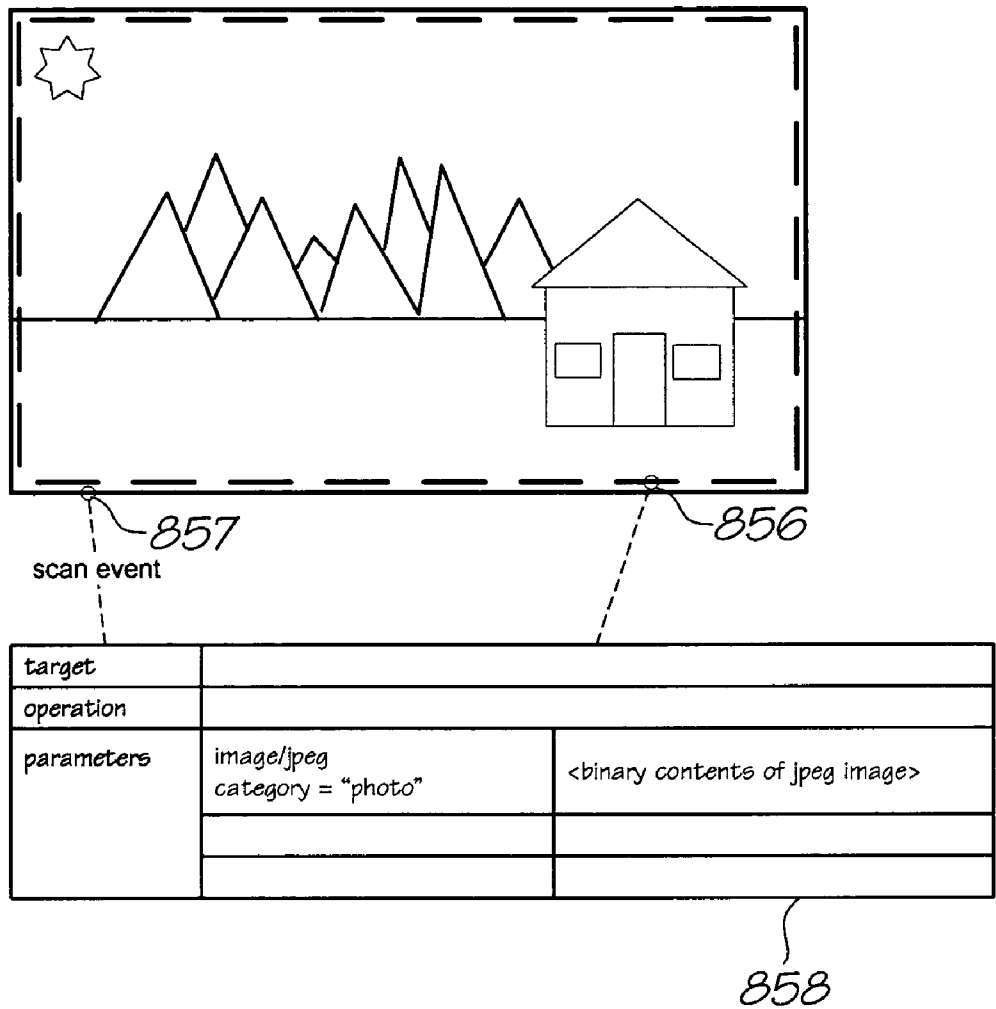 857
856
scan event
target
operation
parameters
image/jpeg
category = “photo”
<binary contents of jpeg image>
858